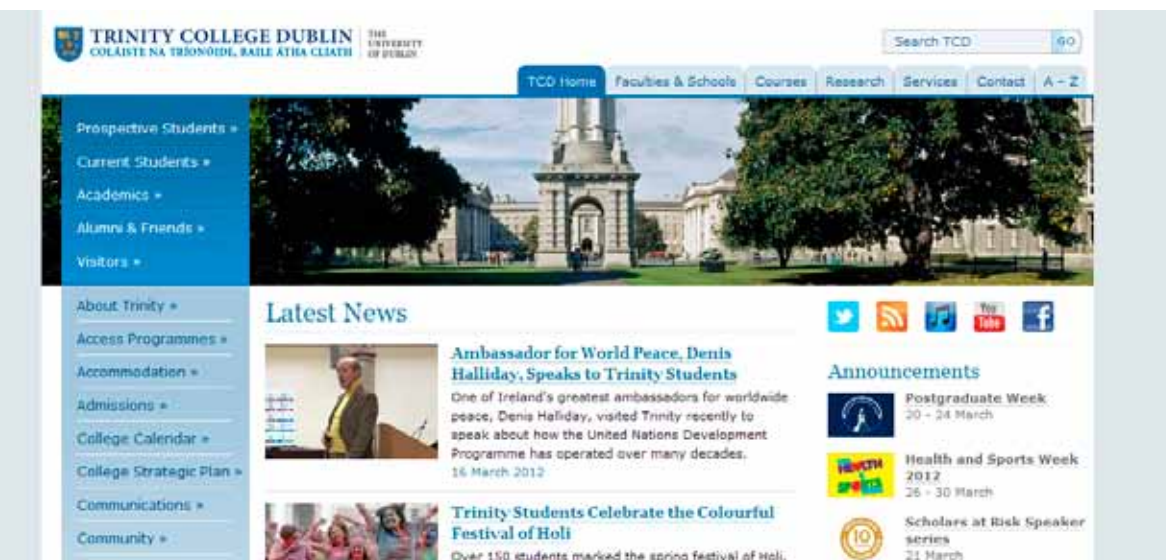 TRINITY COLLEGE DUBLIN
COLÁISTE NA TRÍONÓIDE, BAILE ÁTHA CLIATH
THE
UNIVERSITY
OF DUBLIN
Search TCD
GO
TCD Home
Faculties & Schools
Courses
Research
Services
Contact
A – Z
Prospective Students »
Current Students »
Academics »
Alumni & Friends »
Visitors »
About Trinity »
Access Programmes »
Accommodation »
Admissions »
College Calendar »
College Strategic Plan »
Communications »
Community »
Latest News
Ambassador for World Peace, Denis
Halliday, Speaks to Trinity Students
One of Ireland's greatest ambassadors for worldwide
peace, Denis Halliday, visited Trinity recently to
speak about how the United Nations Development
Programme has operated over many decades.
16 March 2012
Trinity Students Celebrate the Colourful
Festival of Holi
Over 150 students marked the spring festival of Holi,
You
Tube
Announcements
Postgraduate Week
20 - 24 March
HEALTH
SPORTS
Health and Sports Week
2012
26 - 30 March
10
Scholars at Risk Speaker
series
21 March